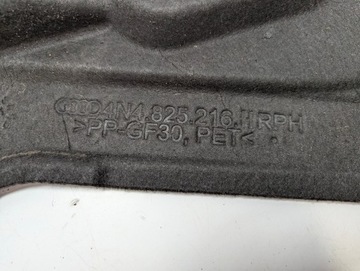 4N4.825.216.  RPH
>PP-GF30, PET<